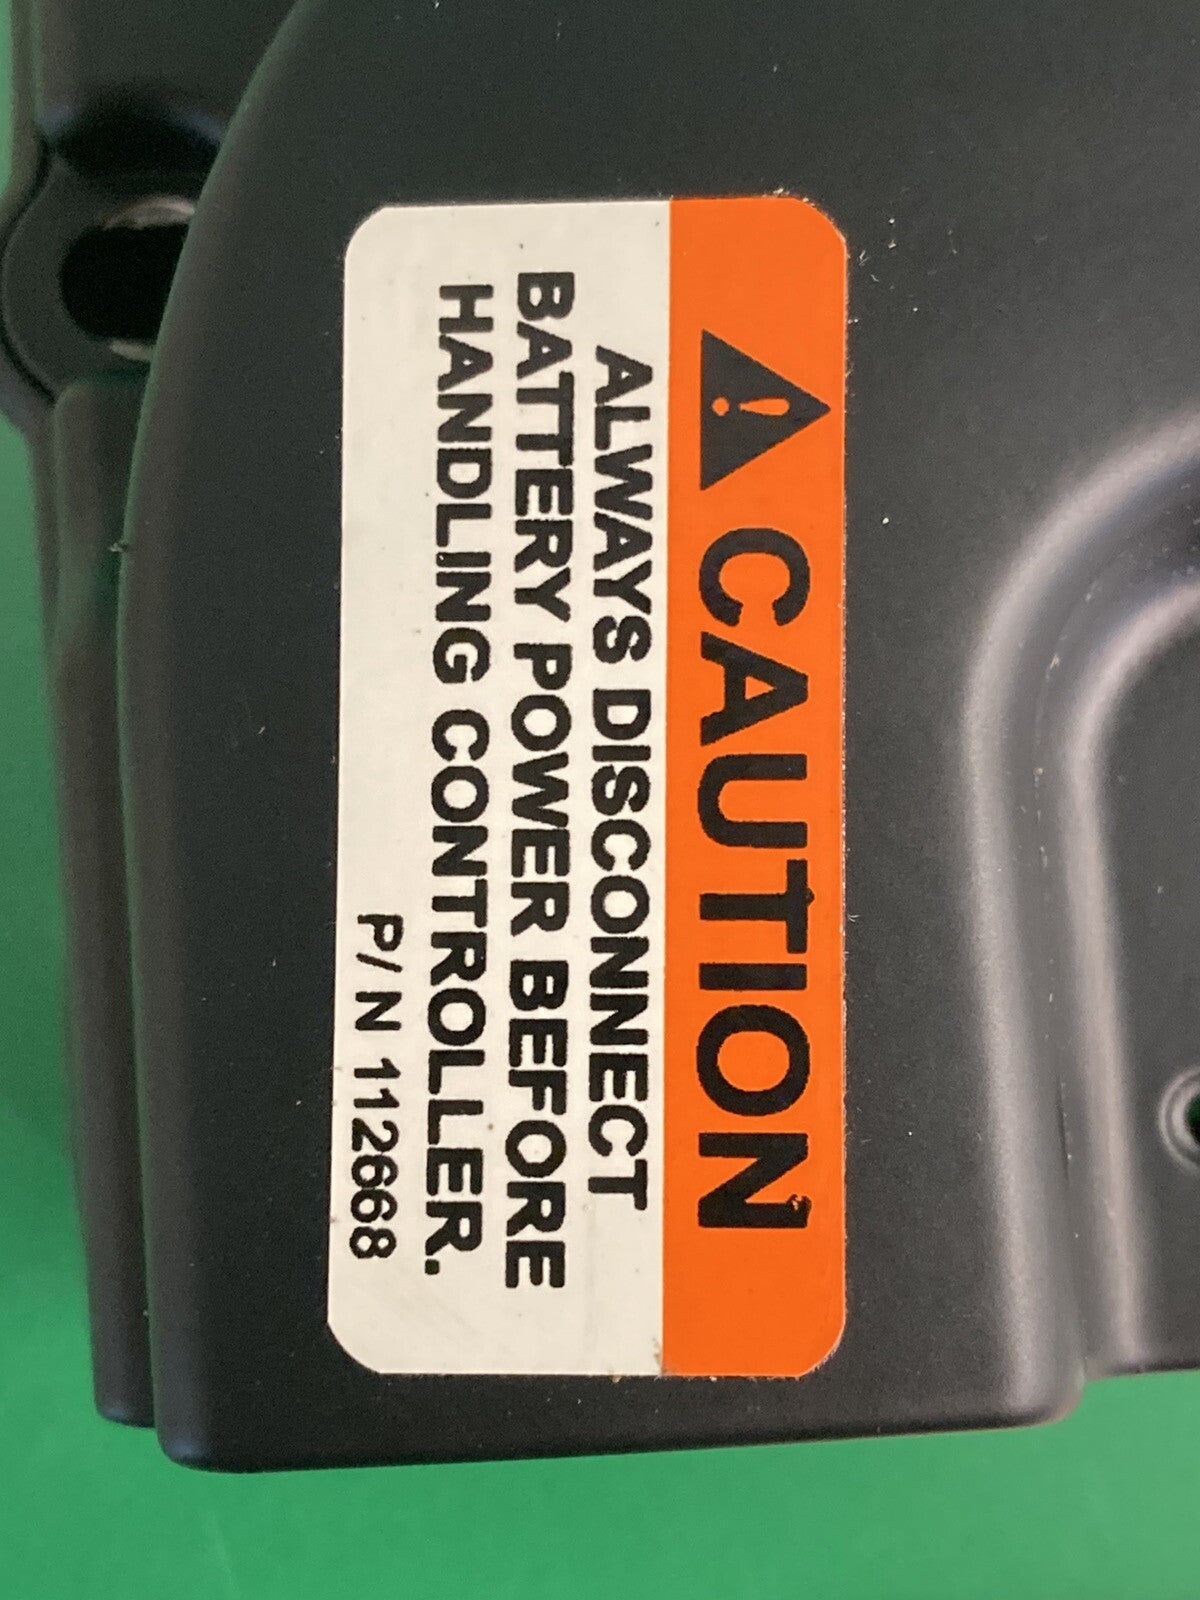 CAUTION
ALWAYS DISCONNECT
BATTERY POWER BEFORE
HANDLING CONTROLLER.
P/N 112668